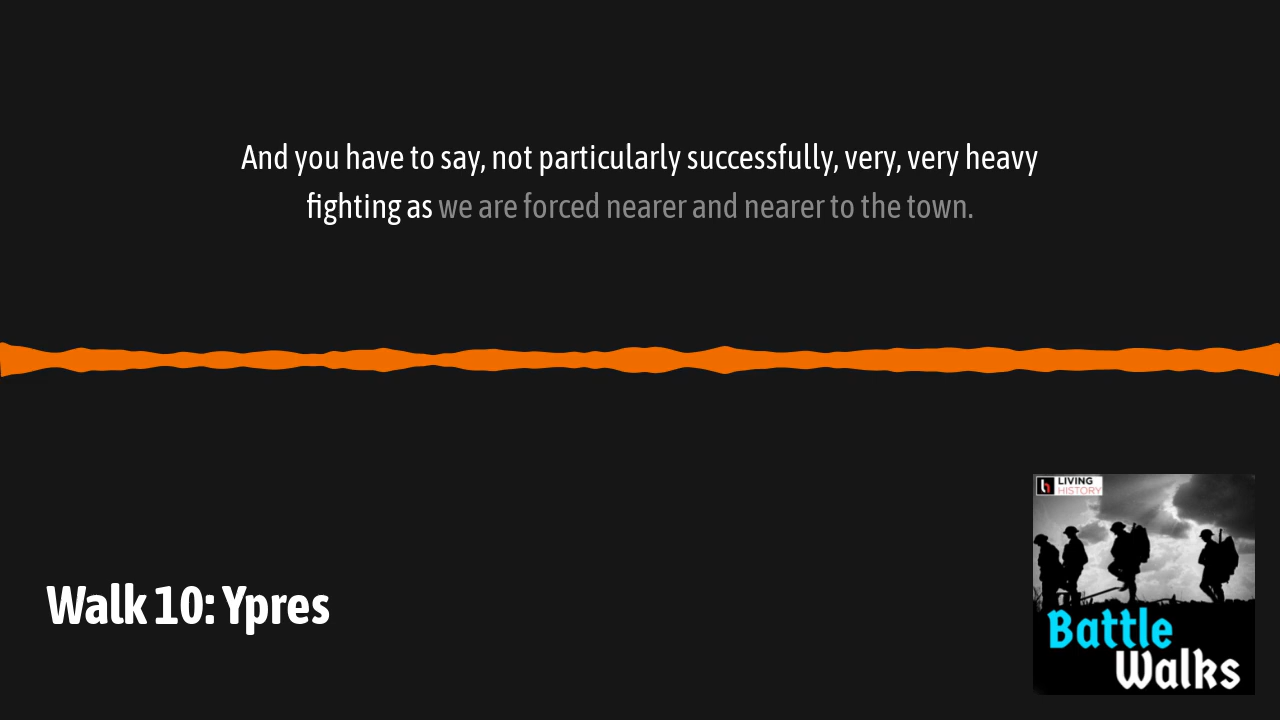 And you have to say, not particularly successfully, very, very heavy
fighting as we are forced nearer and nearer to the town.
LIVING
HISTORY
Walk 10: Ypres
Battle
Walks